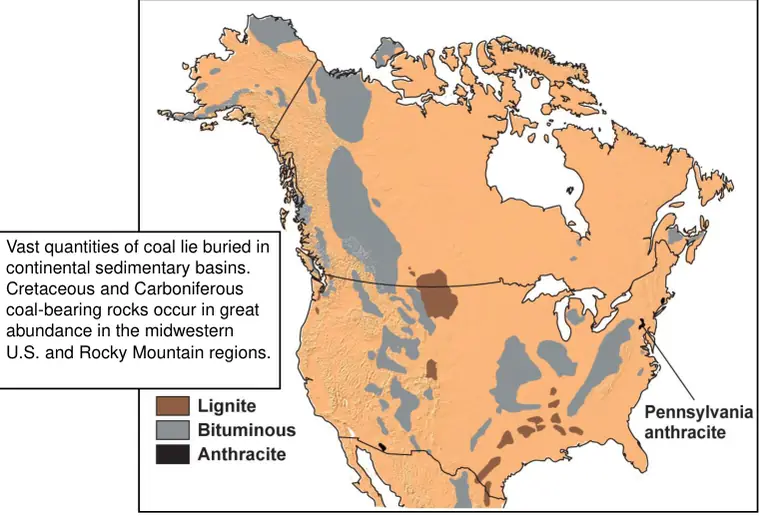 Vast quantities of coal lie buried in
continental sedimentary basins.
Cretaceous and Carboniferous
coal-bearing rocks occur in great
abundance in the midwestern
U.S. and Rocky Mountain regions.
Lignite
Bituminous
Anthracite
Pennsylvania
anthracite